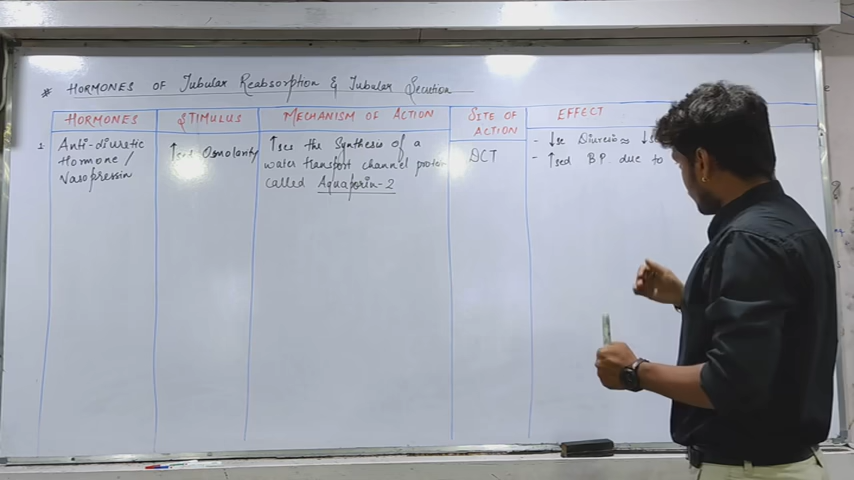 * HORMONES OF Tubular Reabsorption & Tubular Secretion
HORMONES STIMULUS MECHANISM OF ACTION SITE OF ACTION EFFECT
1. Anti-diuretic Hormone / Vasopressin
↑sed Osmolarity
↑ses the Synthesis of a
water transport channel protein
called Aquaporin-2
DCT
- ↓se Diuresis ≈
- ↑sed BP due to